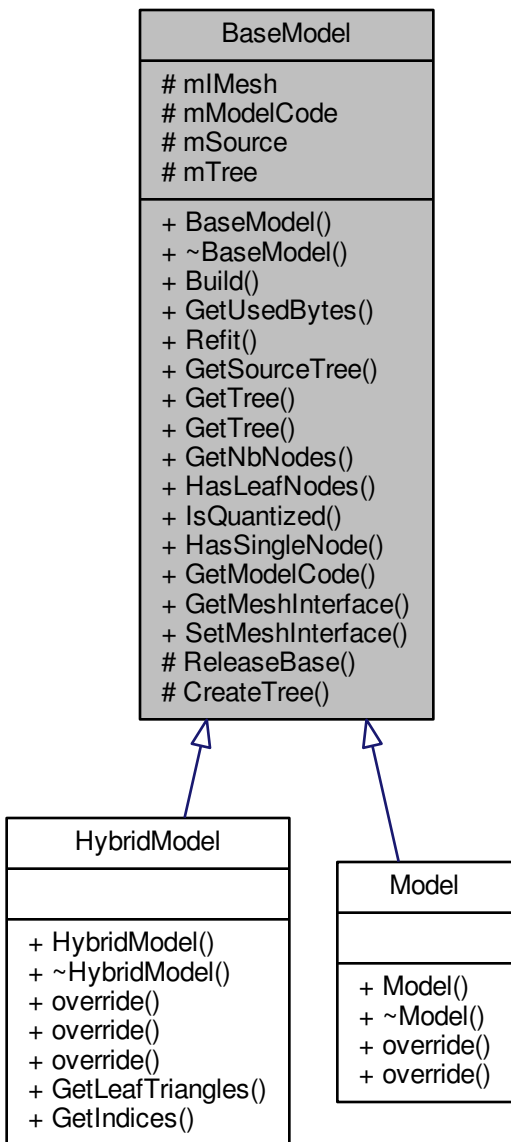 BaseModel
# mIMesh
# mModelCode
# mSource
# mTree
+ BaseModel()
+ ~BaseModel()
+ Build()
+ GetUsedBytes()
+ Refit()
+ GetSourceTree()
+ GetTree()
+ GetTree()
+ GetNbNodes()
+ HasLeafNodes()
+ IsQuantized()
+ HasSingleNode()
+ GetModelCode()
+ GetMeshInterface()
+ SetMeshInterface()
# ReleaseBase()
# CreateTree()
HybridModel
+ HybridModel()
+ ~HybridModel()
+ override()
+ override()
+ override()
+ GetLeafTriangles()
+ GetIndices()
Model
+ Model()
+ ~Model()
+ override()
+ override()